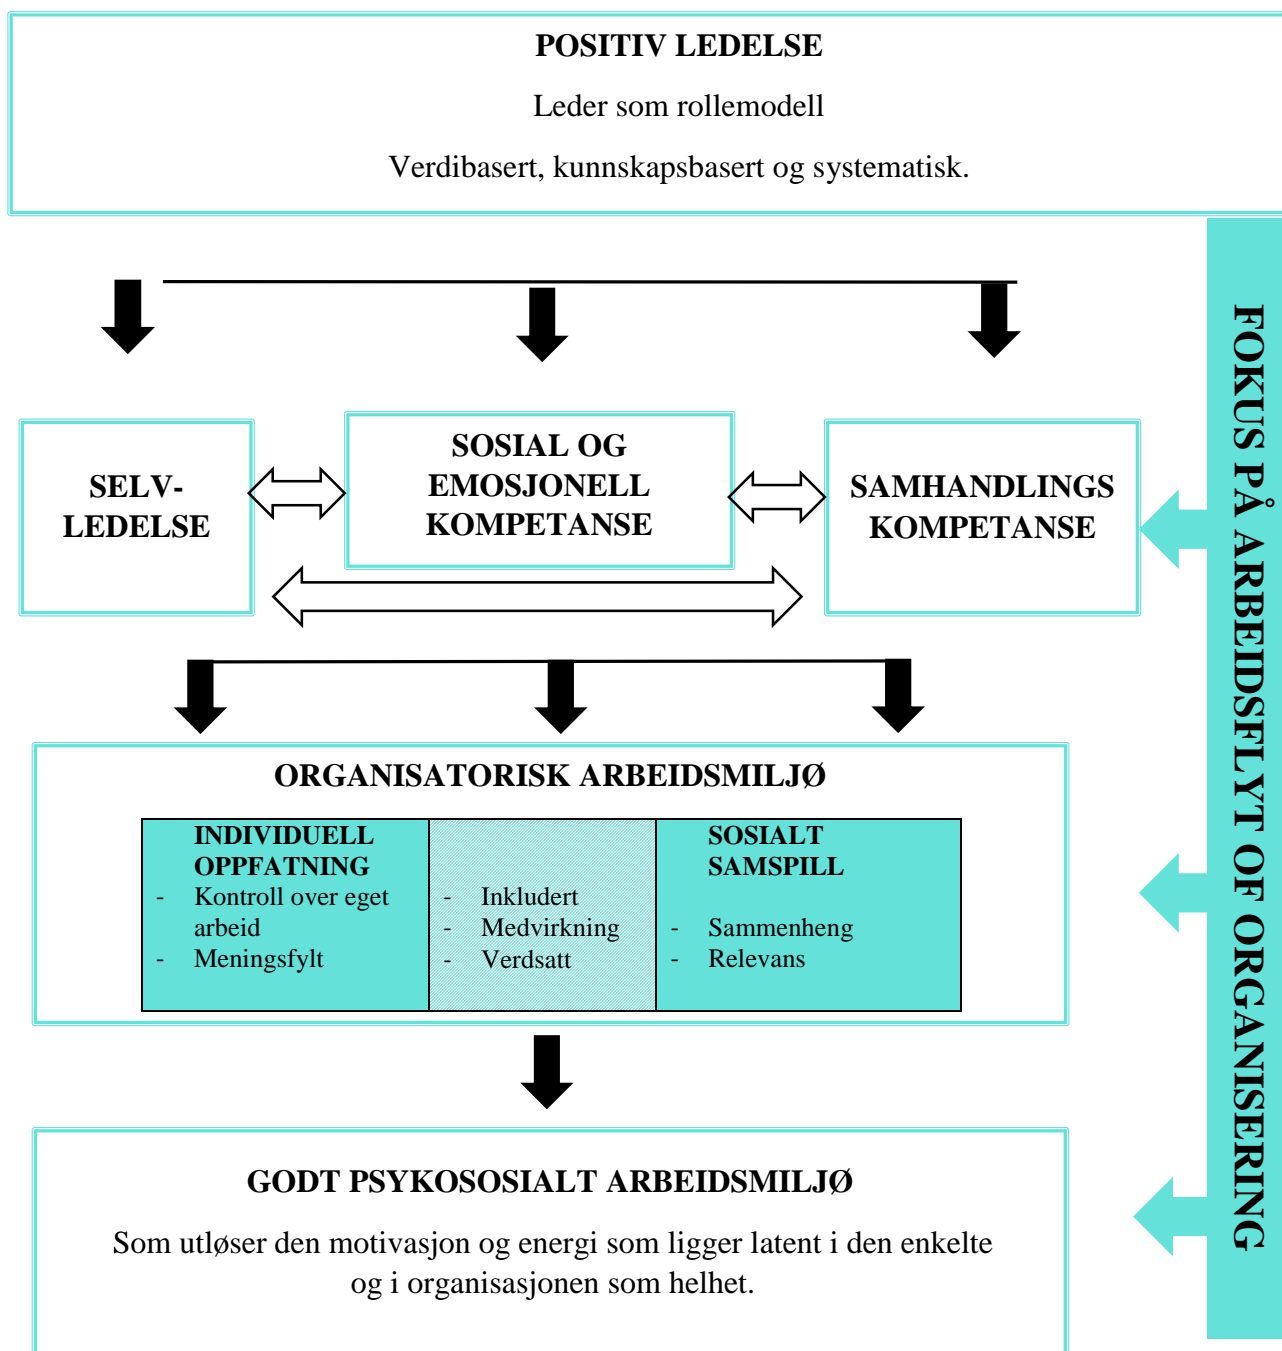 POSITIV LEDELSE
Leder som rollemodell
Verdibasert, kunnskapsbasert og systematisk.
SELV-
LEDELSE
SOSIAL OG
EMOSJONELL
KOMPETANSE
SAMHANDLINGS
KOMPETANSE
ORGANISATORISK ARBEIDSMILJØ
INDIVIDUELL
OPPFATNING
- Kontroll over eget
arbeid
- Meningsfylt
- Inkludert
- Medvirkning
- Verdsatt
SOSIALT
SAMSPILL
- Sammenheng
- Relevans
GODT PSYKOSOSIALT ARBEIDSMILJØ
Som utløser den motivasjon og energi som ligger latent i den enkelte
og i organisasjonen som helhet.
FOKUS PÅ ARBEIDSFLYT OF ORGANISERING